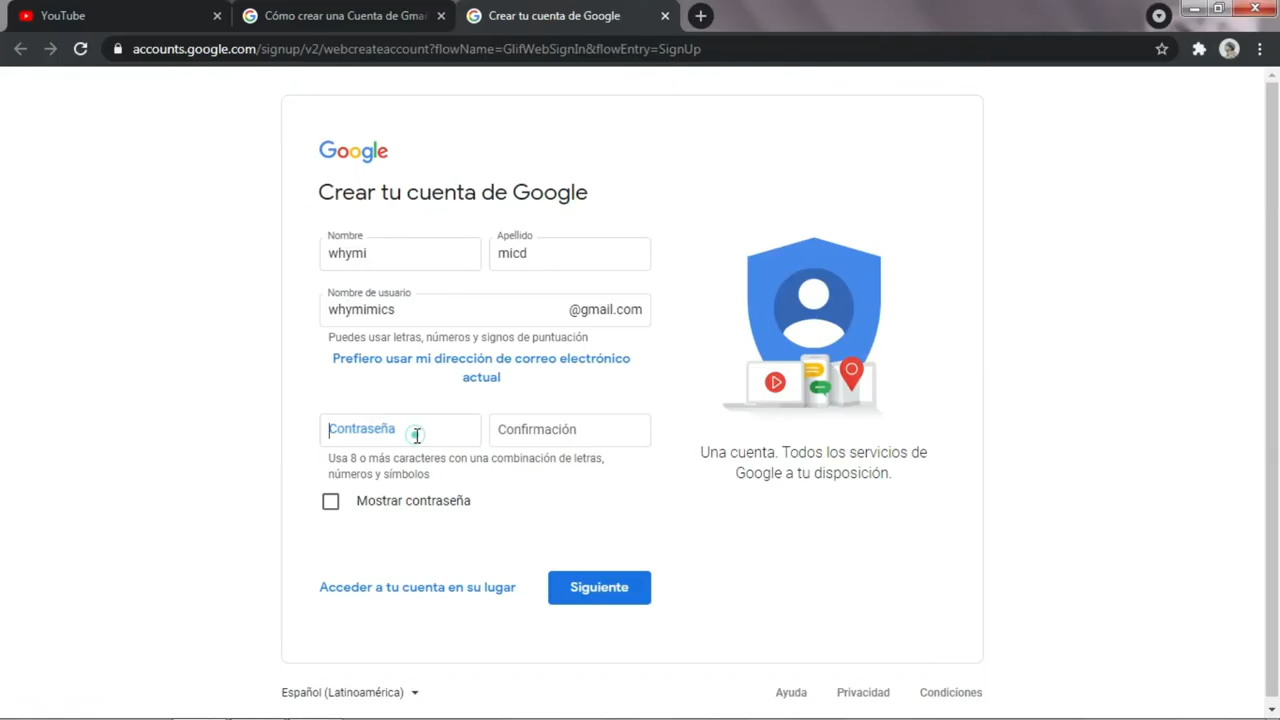 YouTube
Cómo crear una Cuenta de Gma
Crear tu cuenta de Google
accounts.google.com/signup/v2/webcreateaccount?flowName=GlifWebSignIn&flowEntry=SignUp
Google
Crear tu cuenta de Google
Nombre
whymi
Apellido
micd
Nombre de usuario
whymimics @gmail.com
Puedes usar letras, números y signos de puntuación
Prefiero usar mi dirección de correo electrónico
actual
Contraseña
Confirmación
Usa 8 o más caracteres con una combinación de letras,
números y símbolos
Mostrar contraseña
Acceder a tu cuenta en su lugar
Siguiente
Una cuenta. Todos los servicios de
Google a tu disposición.
Español (Latinoamérica)
Ayuda
Privacidad
Condiciones